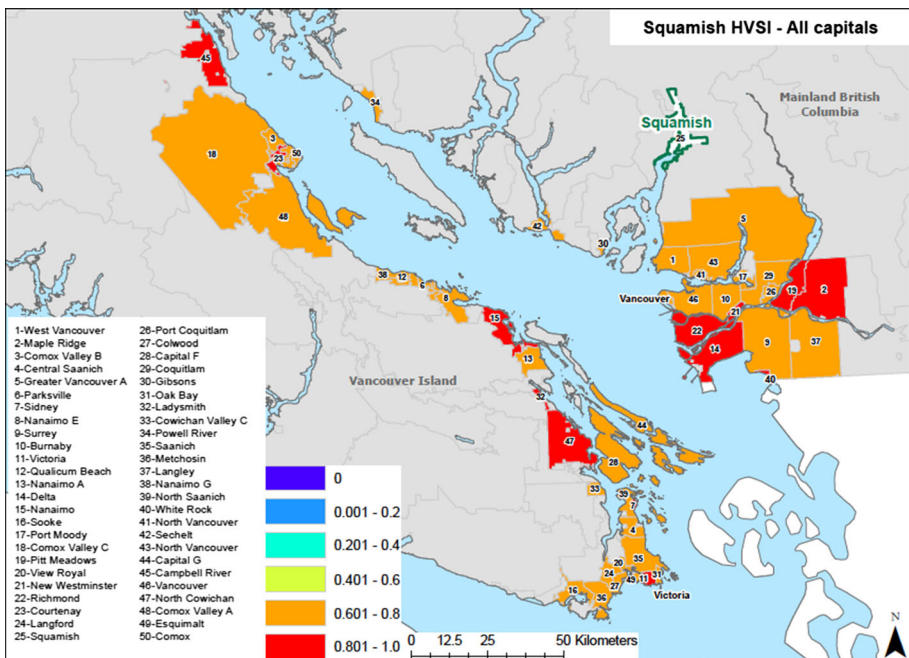 Squamish HVSI - All capitals
Mainland British
Columbia
Squamish
25
45
34
3
50
23
18
48
42
30
5
1
43
41
17
29
26
19
2
Vancouver
46
10
21
22
14
9
37
40
38
12
6
8
15
13
Vancouver Island
32
47
44
28
33
39
7
4
35
20
24
31
27
49
11
16
36
Victoria
1-West Vancouver
2-Maple Ridge
3-Comox Valley B
4-Central Saanich
5-Greater Vancouver A
6-Parksville
7-Sidney
8-Nanaimo E
9-Surrey
10-Burnaby
11-Victoria
12-Qualicum Beach
13-Nanaimo A
14-Delta
15-Nanaimo
16-Sooke
17-Port Moody
18-Comox Valley C
19-Pitt Meadows
20-View Royal
21-New Westminster
22-Richmond
23-Courtenay
24-Langford
25-Squamish
26-Port Coquitlam
27-Colwood
28-Capital F
29-Coquitlam
30-Gibsons
31-Oak Bay
32-Ladysmith
33-Cowichan Valley C
34-Powell River
35-Saanich
36-Metchosin
37-Langley
38-Nanaimo G
39-North Saanich
40-White Rock
41-North Vancouver
42-Sechelt
43-North Vancouver
44-Capital G
45-Campbell River
46-Vancouver
47-North Cowichan
48-Comox Valley A
49-Esquimalt
50-Comox
0
0.001 - 0.2
0.201 - 0.4
0.401 - 0.6
0.601 - 0.8
0.801 - 1.0
0 12.5 25 50 Kilometers
N